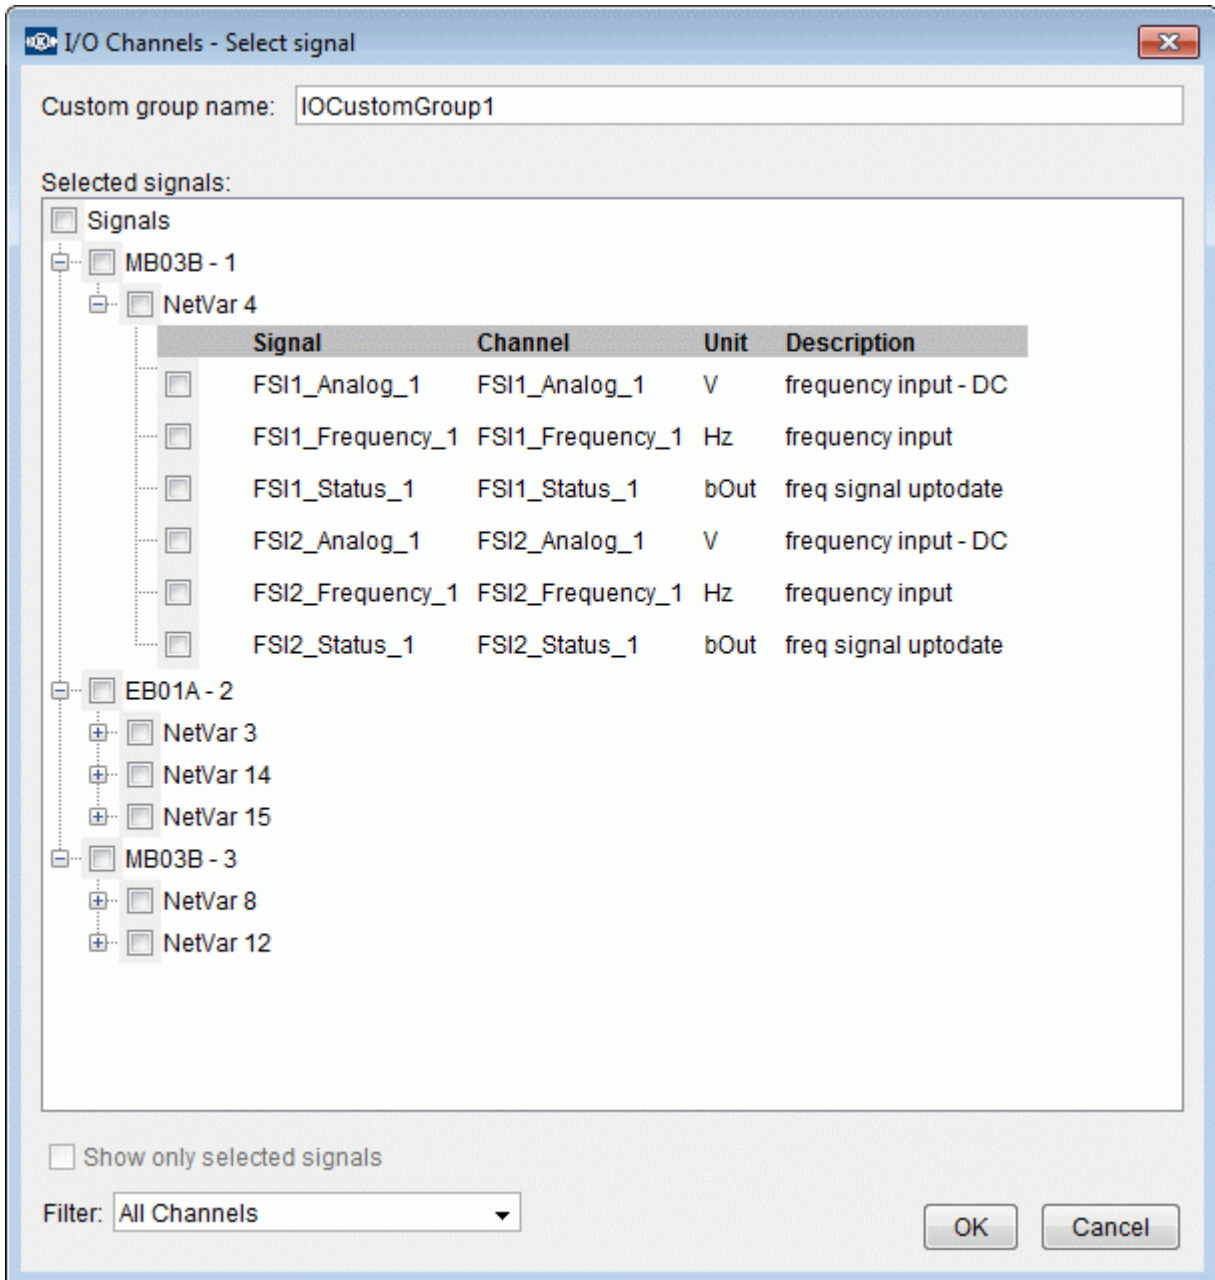 I/O Channels - Select signal
Custom group name: IOCustomGroup1
Selected signals:
Signals
MB03B - 1
NetVar 4
Signal Channel Unit Description
FSI1_Analog_1 FSI1_Analog_1 V frequency input - DC
FSI1_Frequency_1 FSI1_Frequency_1 Hz frequency input
FSI1_Status_1 FSI1_Status_1 bOut freq signal uptodate
FSI2_Analog_1 FSI2_Analog_1 V frequency input - DC
FSI2_Frequency_1 FSI2_Frequency_1 Hz frequency input
FSI2_Status_1 FSI2_Status_1 bOut freq signal uptodate
EB01A - 2
NetVar 3
NetVar 14
NetVar 15
MB03B - 3
NetVar 8
NetVar 12
Show only selected signals
Filter: All Channels
OK Cancel